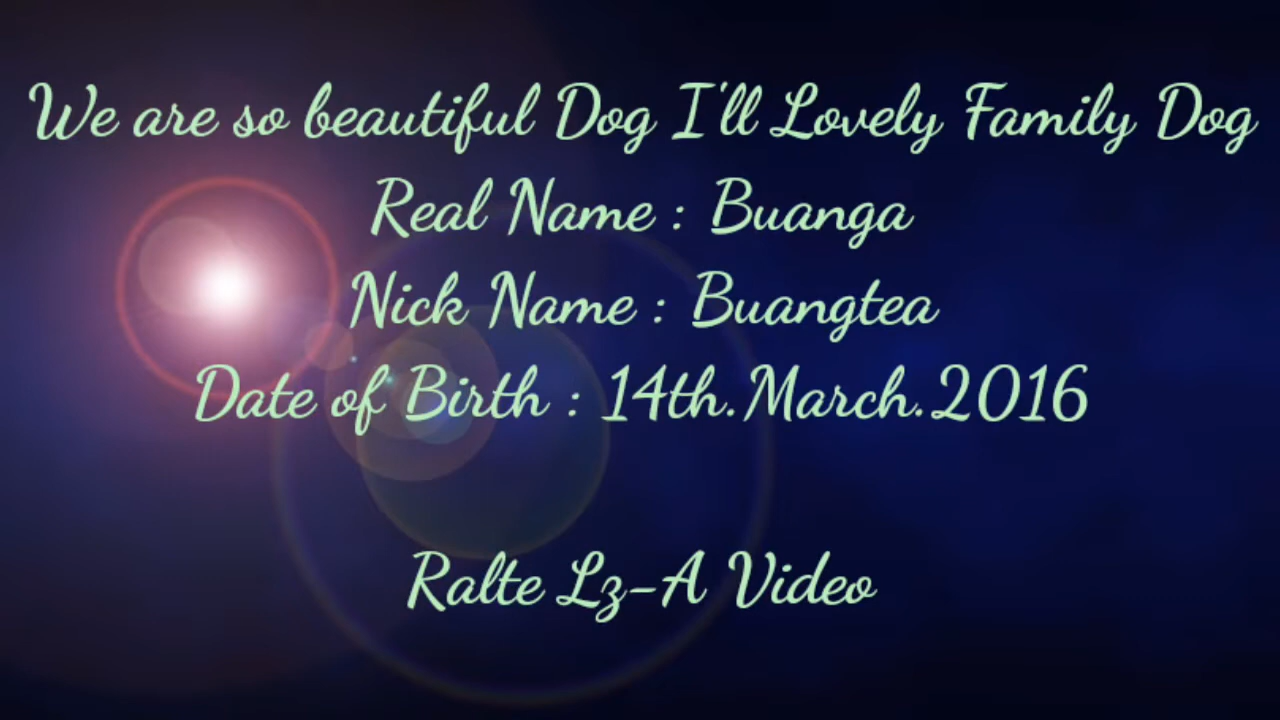 We are so beautiful Dog I'll Lovely Family Dog
Real Name : Buanga
Nick Name : Buangtea
Date of Birth : 14th.March.2016
Ralte Lz-A Video